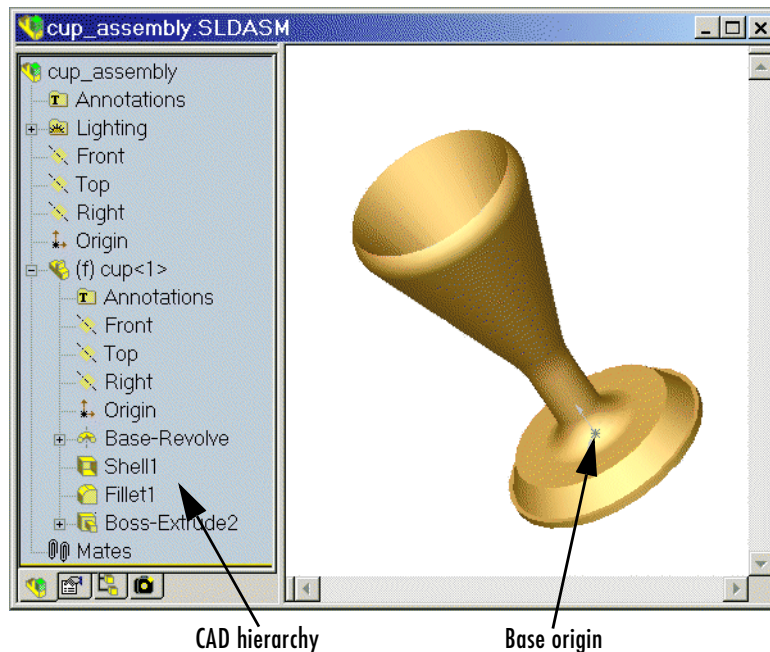 cup_assembly.SLDASM
cup_assembly
Annotations
Lighting
Front
Top
Right
Origin
(f) cup<1>
Annotations
Front
Top
Right
Origin
Base-Revolve
Shell1
Fillet1
Boss-Extrude2
Mates
CAD hierarchy
Base origin